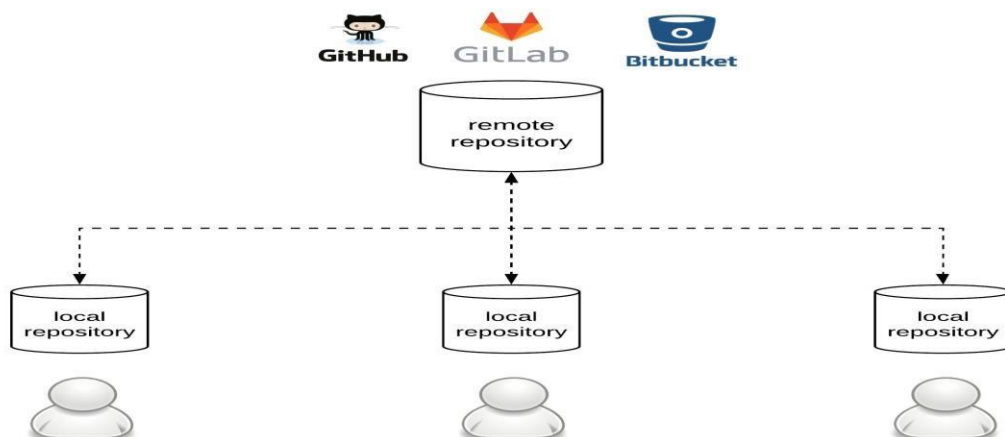 GitHub
GitLab
Bitbucket
remote
repository
local
repository
local
repository
local
repository